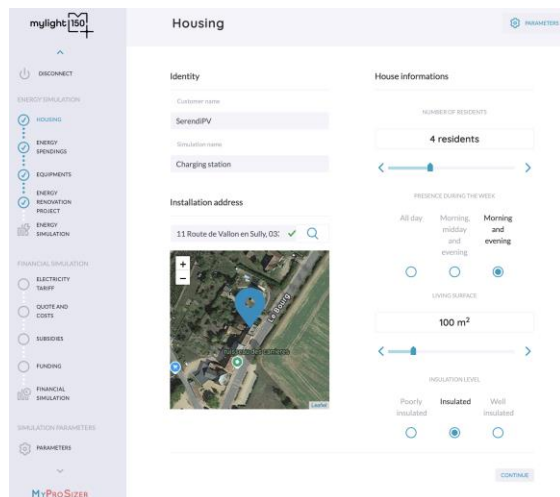 mylight 150
Housing
PARAMETERS
DISCONNECT
ENERGY SIMULATION
HOUSING
ENERGY
SPENDINGS
EQUIPMENTS
ENERGY
RENOVATION
PROJECT
ENERGY
SIMULATION
FINANCIAL SIMULATION
ELECTRICITY
TARIFF
QUOTE AND
COSTS
SUBSIDIES
FUNDING
FINANCIAL
SIMULATION
SIMULATION PARAMETERS
PARAMETERS
MYPROSIZER
Identity
Customer name
SerendiPV
Simulation name
Charging station
Installation address
11 Route de Vallon en Sully, 03
+
−
Le Bourg
Leaflet
House informations
NUMBER OF RESIDENTS
4 residents
PRESENCE DURING THE WEEK
All day
Morning,
midday
and
evening
Morning
and
evening
LIVING SURFACE
100 m²
INSULATION LEVEL
Poorly
insulated
Insulated
Well
insulated
CONTINUE